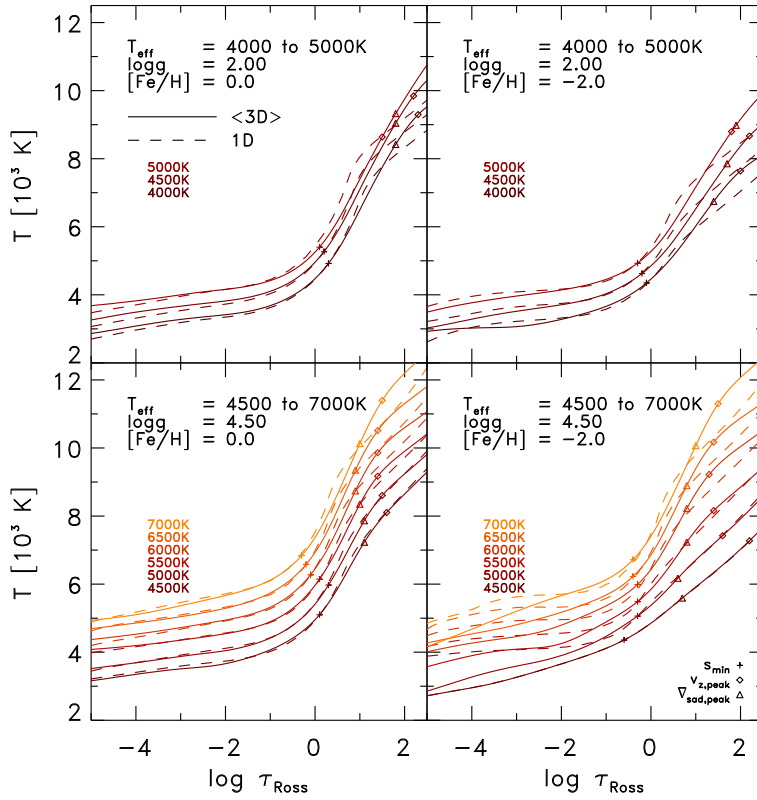 T_eff = 4000 to 5000K
logg = 2.00
[Fe/H] = 0.0
<3D>
1D
5000K
4500K
4000K
T_eff = 4000 to 5000K
logg = 2.00
[Fe/H] = −2.0
5000K
4500K
4000K
12
10
8
6
4
2
T [10³ K]
T_eff = 4500 to 7000K
logg = 4.50
[Fe/H] = 0.0
7000K
6500K
6000K
5500K
5000K
4500K
T_eff = 4500 to 7000K
logg = 4.50
[Fe/H] = −2.0
7000K
6500K
6000K
5500K
5000K
4500K
s_min +
v_z,peak ◇
∇_sad,peak △
12
10
8
6
4
2
T [10³ K]
−4 −2 0 2
−4 −2 0 2
log τ_Ross
log τ_Ross